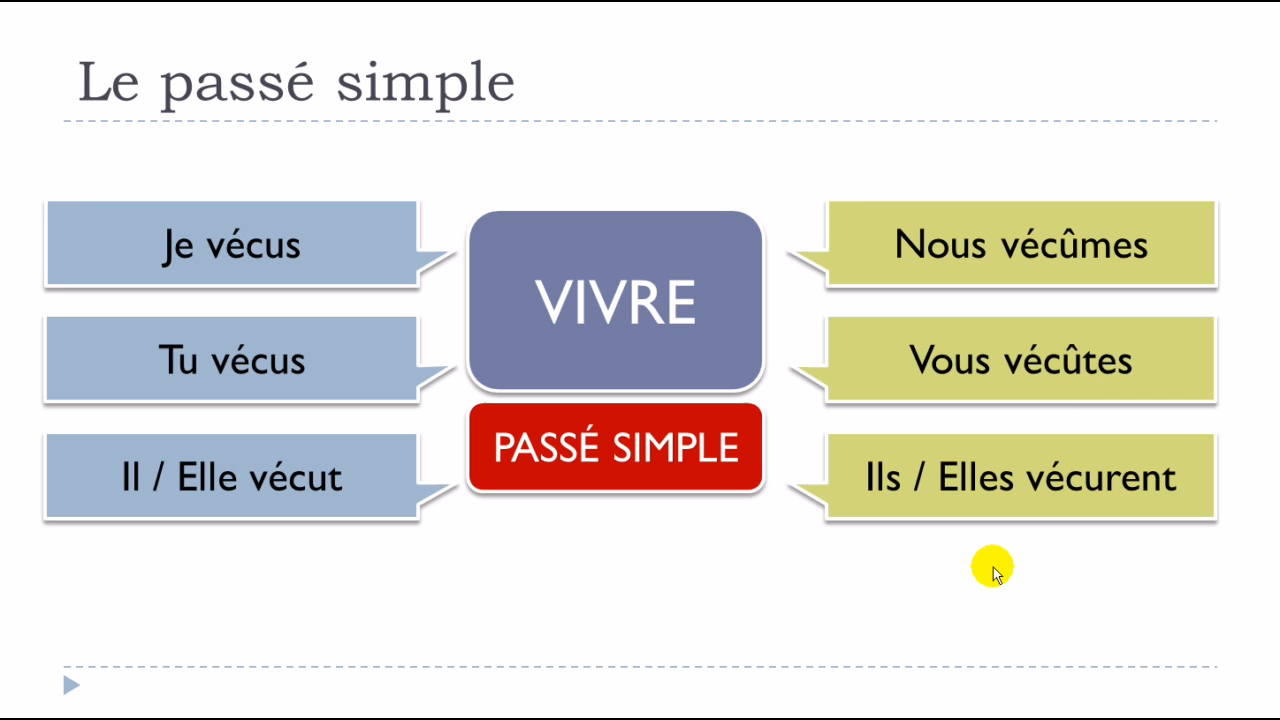 Le passé simple
Je vécus
Tu vécus
Il / Elle vécut
VIVRE
PASSÉ SIMPLE
Nous vécûmes
Vous vécûtes
Ils / Elles vécurent